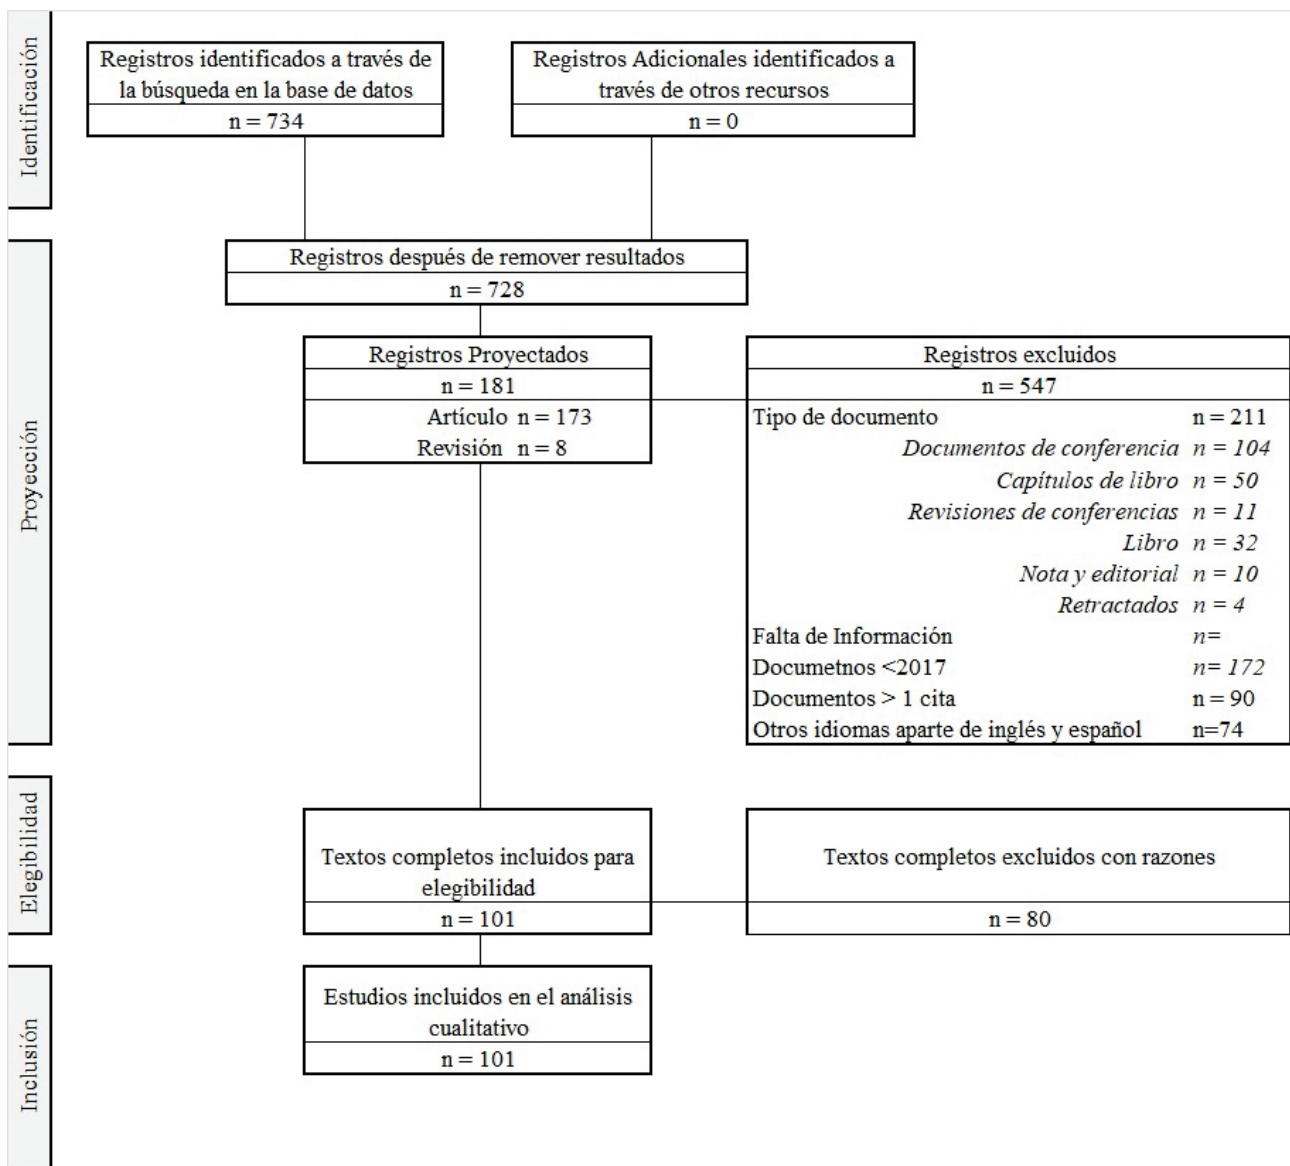 Identificación
Registros identificados a través de
la búsqueda en la base de datos
n = 734
Registros Adicionales identificados a
través de otros recursos
n = 0
Proyección
Registros después de remover resultados
n = 728
Registros Proyectados
n = 181
Artículo n = 173
Revisión n = 8
Registros excluidos
n = 547
Tipo de documento n = 211
Documentos de conferencia n = 104
Capítulos de libro n = 50
Revisiones de conferencias n = 11
Libro n = 32
Nota y editorial n = 10
Retractados n = 4
Falta de Información n=
Documetnos <2017 n= 172
Documentos > 1 cita n = 90
Otros idiomas aparte de inglés y español n=74
Elegibilidad
Textos completos incluidos para
elegibilidad
n = 101
Textos completos excluidos con razones
n = 80
Inclusión
Estudios incluidos en el análisis
cualitativo
n = 101